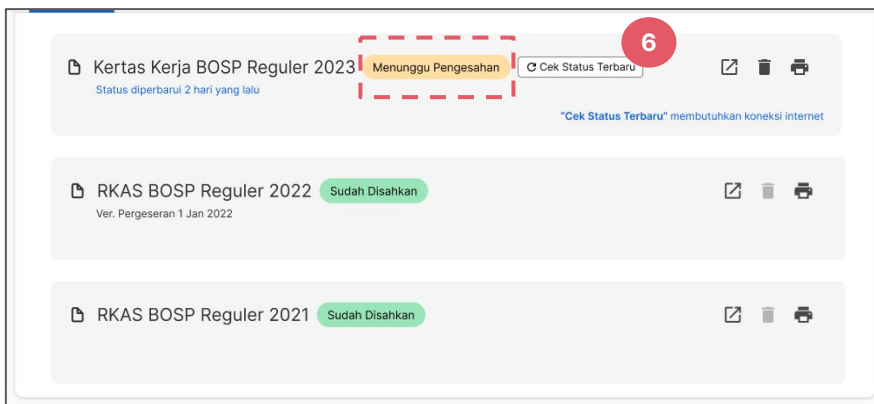 6
Kertas Kerja BOSP Reguler 2023 Menunggu Pengesahan Cek Status Terbaru
Status diperbarui 2 hari yang lalu
"Cek Status Terbaru" membutuhkan koneksi internet
RKAS BOSP Reguler 2022 Sudah Disahkan
Ver. Pergeseran 1 Jan 2022
RKAS BOSP Reguler 2021 Sudah Disahkan